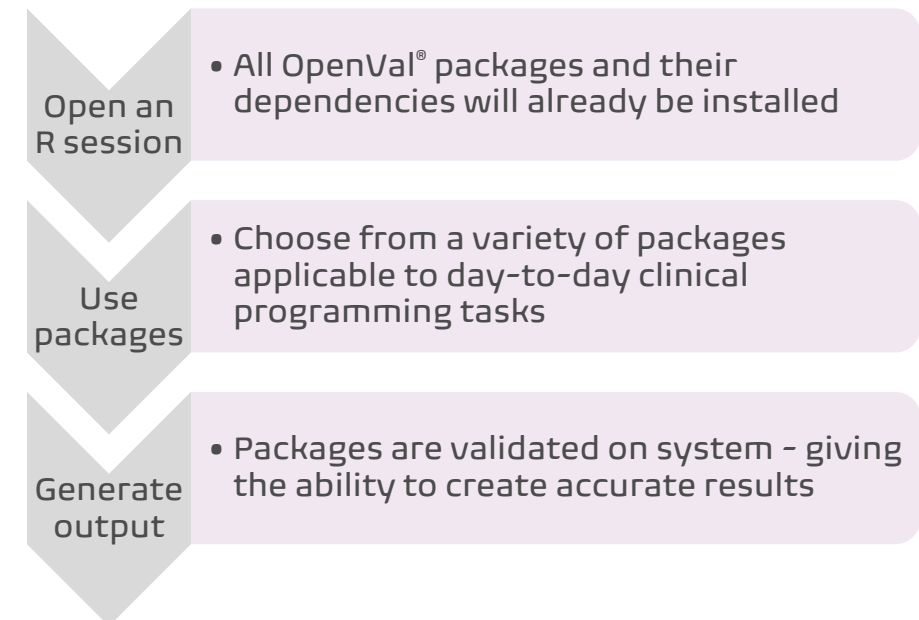 Open an
R session
• All OpenVal® packages and their
dependencies will already be installed
Use
packages
• Choose from a variety of packages
applicable to day-to-day clinical
programming tasks
Generate
output
• Packages are validated on system - giving
the ability to create accurate results